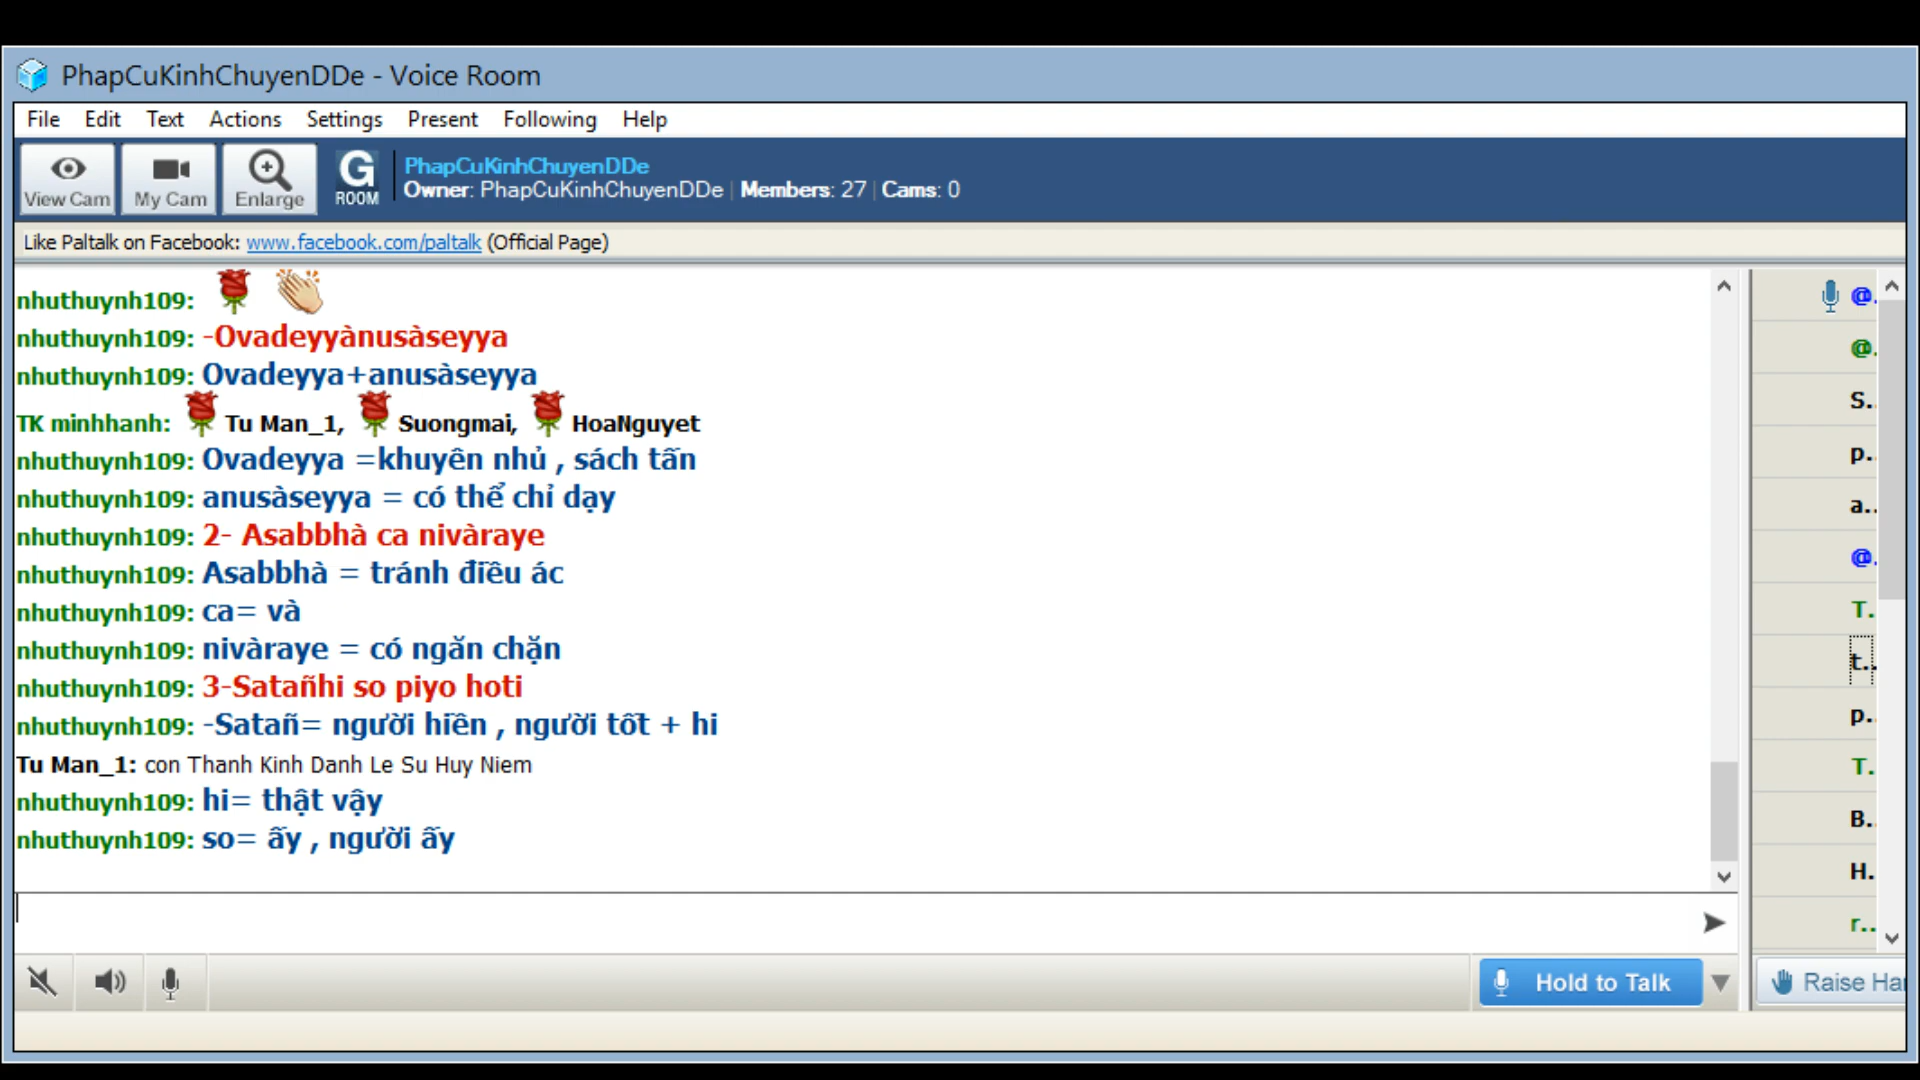 PhapCuKinhChuyenDDe - Voice Room
File Edit Text Actions Settings Present Following Help
View Cam My Cam Enlarge G ROOM
PhapCuKinhChuyenDDe
Owner: PhapCuKinhChuyenDDe | Members: 27 | Cams: 0
Like Paltalk on Facebook: www.facebook.com/paltalk (Official Page)
nhuthuynh109:
nhuthuynh109: -Ovadeyyànusàseyya
nhuthuynh109: Ovadeyya+anusàseyya
TK minhhanh: Tu Man_1, Suongmai, HoaNguyet
nhuthuynh109: Ovadeyya =khuyên nhủ , sách tấn
nhuthuynh109: anusàseyya = có thể chỉ dạy
nhuthuynh109: 2- Asabbhà ca nivàraye
nhuthuynh109: Asabbhà = tránh điều ác
nhuthuynh109: ca= và
nhuthuynh109: nivàraye = có ngăn chặn
nhuthuynh109: 3-Satañhi so piyo hoti
nhuthuynh109: -Satañ= người hiền , người tốt + hi
Tu Man_1: con Thanh Kinh Danh Le Su Huy Niem
nhuthuynh109: hi= thật vậy
nhuthuynh109: so= ấy , người ấy
@.
@.
S..
p..
a..
@.
T.
t..
p..
T.
B..
H.
r..
Hold to Talk
Raise Ha